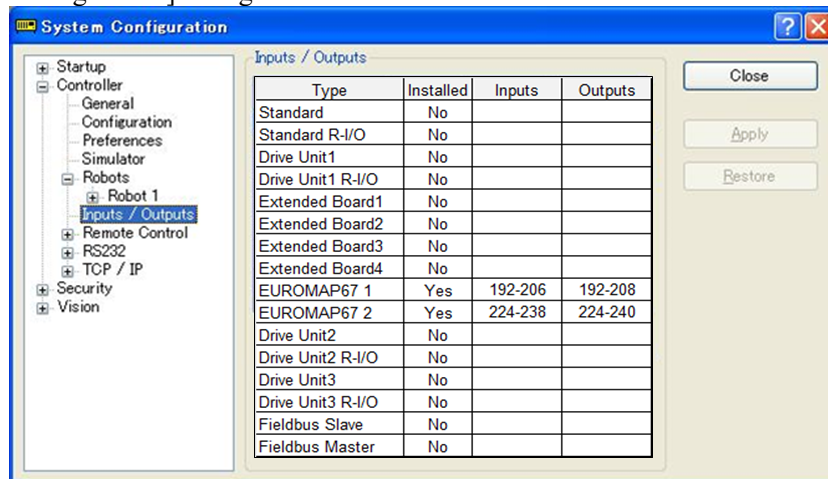 System Configuration
Startup
Controller
General
Configuration
Preferences
Simulator
Robots
Robot 1
Inputs / Outputs
Remote Control
RS232
TCP / IP
Security
Vision
Inputs / Outputs
Type Installed Inputs Outputs
Standard No
Standard R-I/O No
Drive Unit1 No
Drive Unit1 R-I/O No
Extended Board1 No
Extended Board2 No
Extended Board3 No
Extended Board4 No
EUROMAP67 1 Yes 192-206 192-208
EUROMAP67 2 Yes 224-238 224-240
Drive Unit2 No
Drive Unit2 R-I/O No
Drive Unit3 No
Drive Unit3 R-I/O No
Fieldbus Slave No
Fieldbus Master No
Close
Apply
Restore